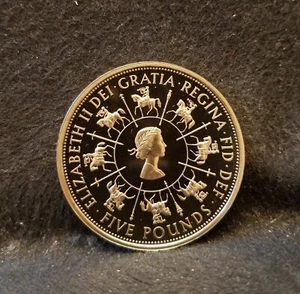 ELIZABETH II DEI · GRATIA · REGINA FID · DEF ·
FIVE POUNDS